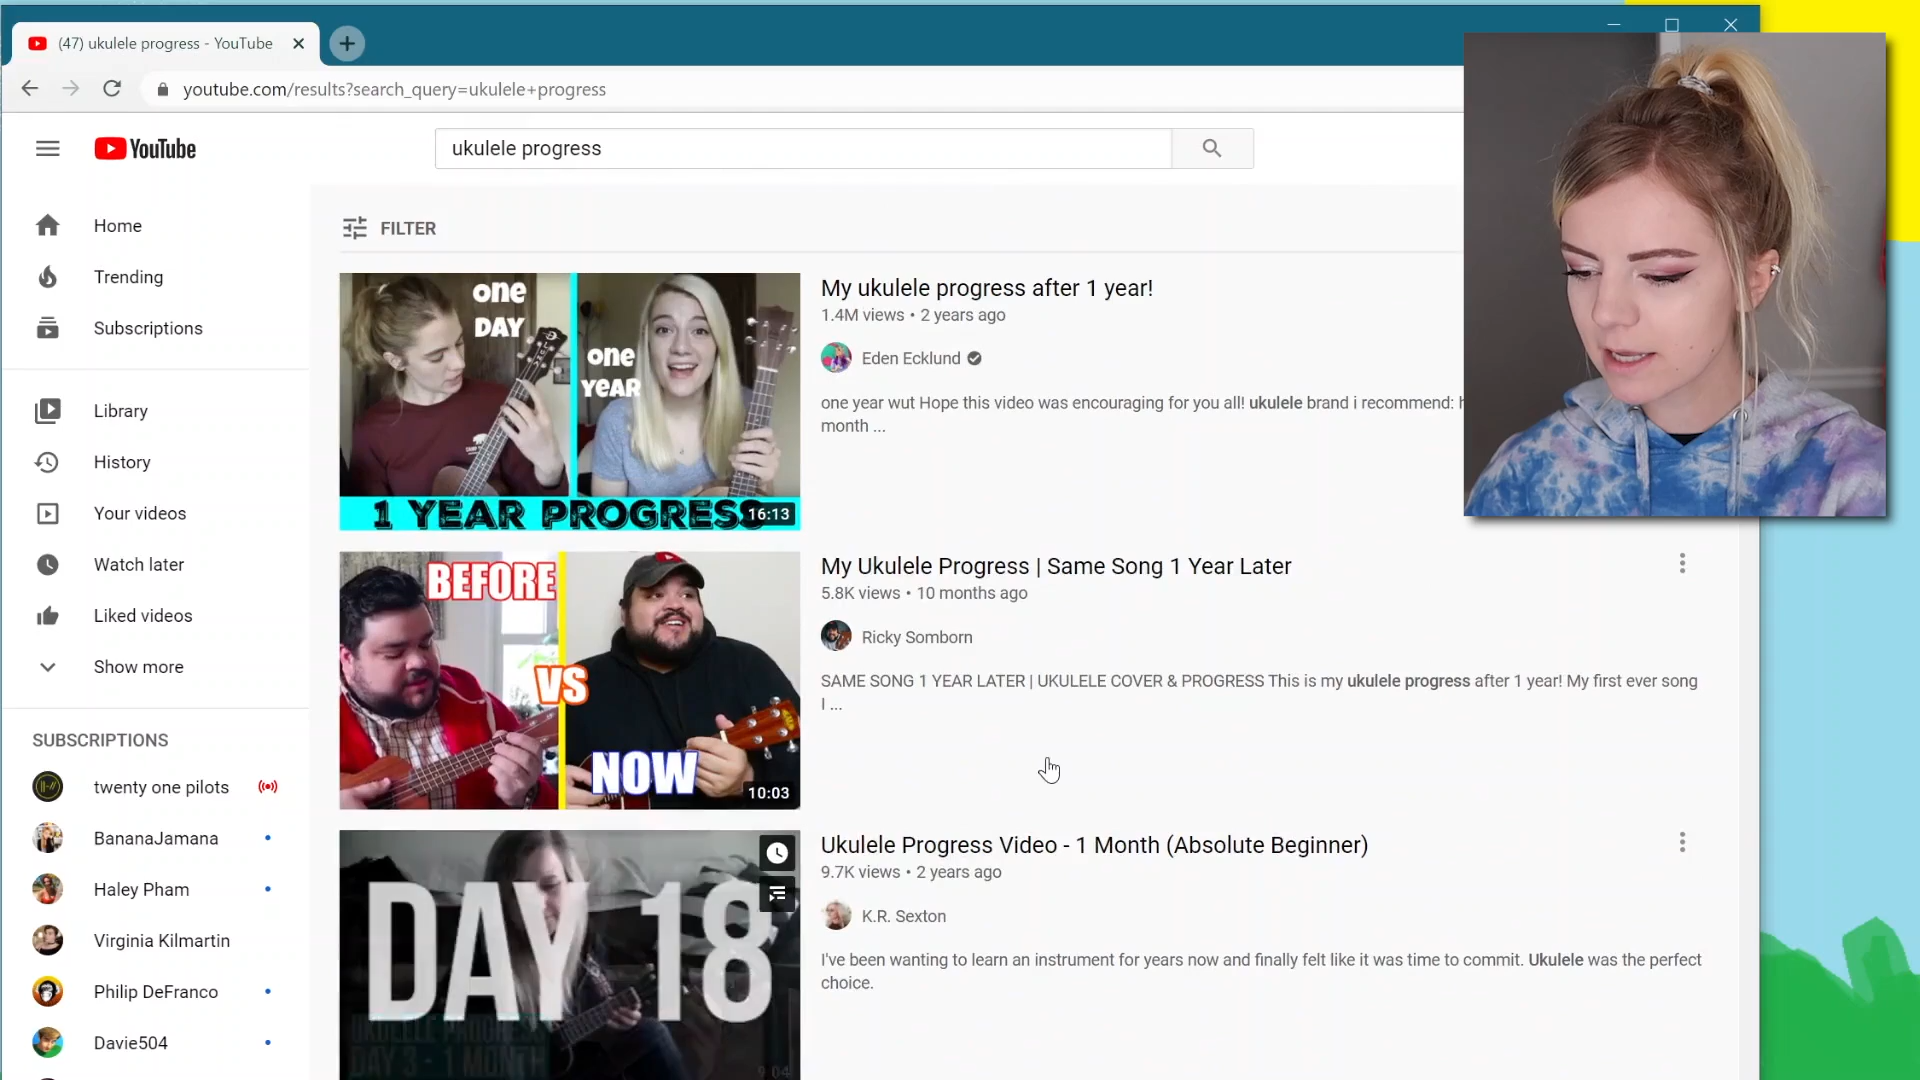 (47) ukulele progress - YouTube
youtube.com/results?search_query=ukulele+progress
YouTube
ukulele progress
Home
Trending
Subscriptions
Library
History
Your videos
Watch later
Liked videos
Show more
SUBSCRIPTIONS
twenty one pilots
BananaJamana
Haley Pham
Virginia Kilmartin
Philip DeFranco
Davie504
FILTER
one DAY
one YEAR
1 YEAR PROGRESS
16:13
My ukulele progress after 1 year!
1.4M views • 2 years ago
Eden Ecklund
one year wut Hope this video was encouraging for you all! ukulele brand i recommend:
month ...
BEFORE
VS
NOW
10:03
My Ukulele Progress | Same Song 1 Year Later
5.8K views • 10 months ago
Ricky Somborn
SAME SONG 1 YEAR LATER | UKULELE COVER & PROGRESS This is my ukulele progress after 1 year! My first ever song
I ...
DAY 18
UKULELE PROGRESS
DAY 3 - 1 MONTH
9:04
Ukulele Progress Video - 1 Month (Absolute Beginner)
9.7K views • 2 years ago
K.R. Sexton
I've been wanting to learn an instrument for years now and finally felt like it was time to commit. Ukulele was the perfect
choice.